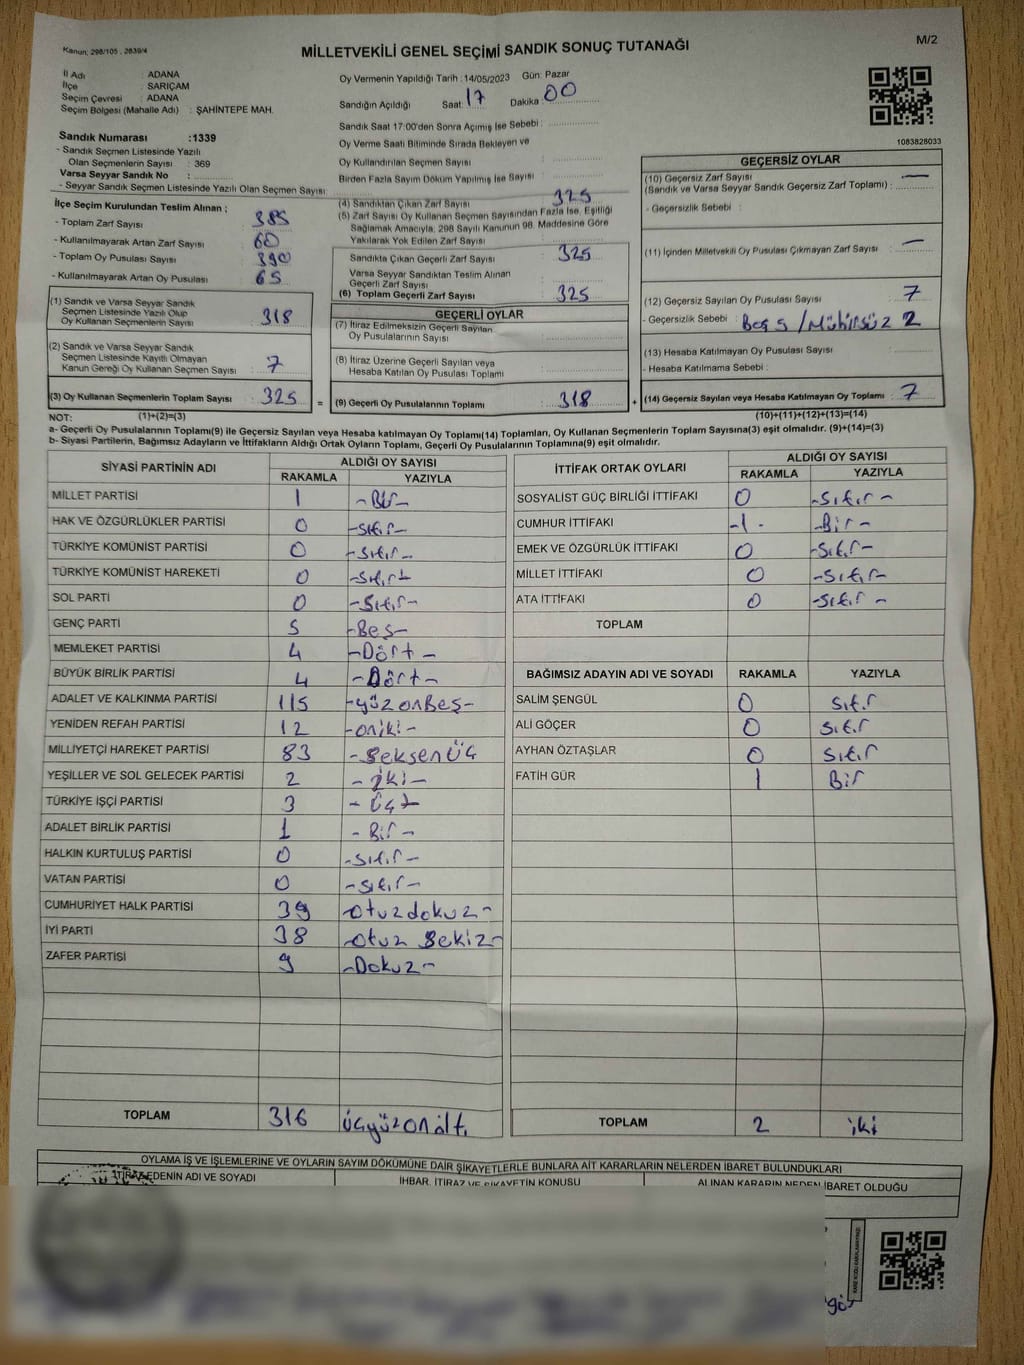 Kanun: 298/105 , 2839/4
MİLLETVEKİLİ GENEL SEÇİMİ SANDIK SONUÇ TUTANAĞI
M/2
İl Adı : ADANA
İlçe : SARIÇAM
Seçim Çevresi : ADANA
Seçim Bölgesi (Mahalle Adı) : ŞAHİNTEPE MAH.
Oy Vermenin Yapıldığı Tarih : 14/05/2023 Gün: Pazar
Sandığın Açıldığı Saat: 17 Dakika: 00
Sandık Saat 17:00'den Sonra Açımış İse Sebebi :
Oy Verme Saati Bitiminde Sırada Bekleyen ve
Oy Kullandırılan Seçmen Sayısı :
Birden Fazla Sayım Döküm Yapılmış İse Sayısı :
1083828033
Sandık Numarası :1339
- Sandık Seçmen Listesinde Yazılı
Olan Seçmenlerin Sayısı : 369
Varsa Seyyar Sandık No :
- Seyyar Sandık Seçmen Listesinde Yazılı Olan Seçmen Sayısı:
İlçe Seçim Kurulundan Teslim Alınan :
- Toplam Zarf Sayısı : 385
- Kullanılmayarak Artan Zarf Sayısı : 60
- Toplam Oy Pusulası Sayısı : 390
- Kullanılmayarak Artan Oy Pusulası : 65
(4) Sandıktan Çıkan Zarf Sayısı : 325
(5) Zarf Sayısı Oy Kullanan Seçmen Sayısından Fazla İse, Eşitliği
Sağlamak Amacıyla, 298 Sayılı Kanunun 98. Maddesine Göre
Yakılarak Yok Edilen Zarf Sayısı :
Sandıkta Çıkan Geçerli Zarf Sayısı : 325
Varsa Seyyar Sandıktan Teslim Alınan
Geçerli Zarf Sayısı :
(6) Toplam Geçerli Zarf Sayısı : 325
GEÇERSİZ OYLAR
(10) Geçersiz Zarf Sayısı
(Sandık ve Varsa Seyyar Sandık Geçersiz Zarf Toplamı) : —
- Geçersizlik Sebebi :
(11) İçinden Milletvekili Oy Pusulası Çıkmayan Zarf Sayısı : —
(12) Geçersiz Sayılan Oy Pusulası Sayısı : 7
- Geçersizlik Sebebi : Boş 5 / Mühürsüz 2
(13) Hesaba Katılmayan Oy Pusulası Sayısı :
- Hesaba Katılmama Sebebi :
(14) Geçersiz Sayılan veya Hesaba Katılmayan Oy Toplamı : 7
(1) Sandık ve Varsa Seyyar Sandık
Seçmen Listesinde Yazılı Olup
Oy Kullanan Seçmenlerin Sayısı : 318
(2) Sandık ve Varsa Seyyar Sandık
Seçmen Listesinde Kayıtlı Olmayan
Kanun Gereği Oy Kullanan Seçmen Sayısı : 7
(3) Oy Kullanan Seçmenlerin Toplam Sayısı : 325 =
GEÇERLİ OYLAR
(7) İtiraz Edilmeksizin Geçerli Sayılan
Oy Pusulalarının Sayısı :
(8) İtiraz Üzerine Geçerli Sayılan veya
Hesaba Katılan Oy Pusulası Toplamı :
(9) Geçerli Oy Pusulalarının Toplamı : 318 +
NOT: (1)+(2)=(3) (10)+(11)+(12)+(13)=(14)
a- Geçerli Oy Pusulalarının Toplamı(9) ile Geçersiz Sayılan veya Hesaba katılmayan Oy Toplamı(14) Toplamları, Oy Kullanan Seçmenlerin Toplam Sayısına(3) eşit olmalıdır. (9)+(14)=(3)
b- Siyasi Partilerin, Bağımsız Adayların ve İttifakların Aldığı Ortak Oyların Toplamı, Geçerli Oy Pusulalarının Toplamına(9) eşit olmalıdır.
SİYASİ PARTİNİN ADI ALDIĞI OY SAYISI
RAKAMLA YAZIYLA
MİLLET PARTİSİ 1 -Bir-
HAK VE ÖZGÜRLÜKLER PARTİSİ 0 -Sıfır-
TÜRKİYE KOMÜNİST PARTİSİ 0 -Sıfır-
TÜRKİYE KOMÜNİST HAREKETİ 0 -Sıfır-
SOL PARTİ 0 -Sıfır-
GENÇ PARTİ 5 -Beş-
MEMLEKET PARTİSİ 4 -Dört-
BÜYÜK BİRLİK PARTİSİ 4 -Dört-
ADALET VE KALKINMA PARTİSİ 115 -yüzonBeş-
YENİDEN REFAH PARTİSİ 12 -oniki-
MİLLİYETÇİ HAREKET PARTİSİ 83 -Seksenüç
YEŞİLLER VE SOL GELECEK PARTİSİ 2 -iki-
TÜRKİYE İŞÇİ PARTİSİ 3 -üç-
ADALET BİRLİK PARTİSİ 1 -Bir-
HALKIN KURTULUŞ PARTİSİ 0 -Sıfır-
VATAN PARTİSİ 0 -Sıfır-
CUMHURİYET HALK PARTİSİ 39 -Otuzdokuz-
İYİ PARTİ 38 -Otuz Sekiz-
ZAFER PARTİSİ 9 -Dokuz-
TOPLAM 316 üçyüzonaltı
İTTİFAK ORTAK OYLARI ALDIĞI OY SAYISI
RAKAMLA YAZIYLA
SOSYALİST GÜÇ BİRLİĞİ İTTİFAKI 0 -Sıfır-
CUMHUR İTTİFAKI -1- -Bir-
EMEK VE ÖZGÜRLÜK İTTİFAKI 0 -Sıfır-
MİLLET İTTİFAKI 0 -Sıfır-
ATA İTTİFAKI 0 -Sıfır-
TOPLAM
BAĞIMSIZ ADAYIN ADI VE SOYADI RAKAMLA YAZIYLA
SALİM ŞENGÜL 0 Sıfır
ALİ GÖÇER 0 Sıfır
AYHAN ÖZTAŞLAR 0 Sıfır
FATİH GÜR 1 Bir
TOPLAM 2 iki
OYLAMA İŞ VE İŞLEMLERİNE VE OYLARIN SAYIM DÖKÜMÜNE DAİR ŞİKAYETLERLE BUNLARA AİT KARARLARIN NELERDEN İBARET BULUNDUKLARI
İTİRAZ EDENİN ADI VE SOYADI İHBAR, İTİRAZ VE ŞİKAYETİN KONUSU ALINAN KARARIN NEDEN İBARET OLDUĞU